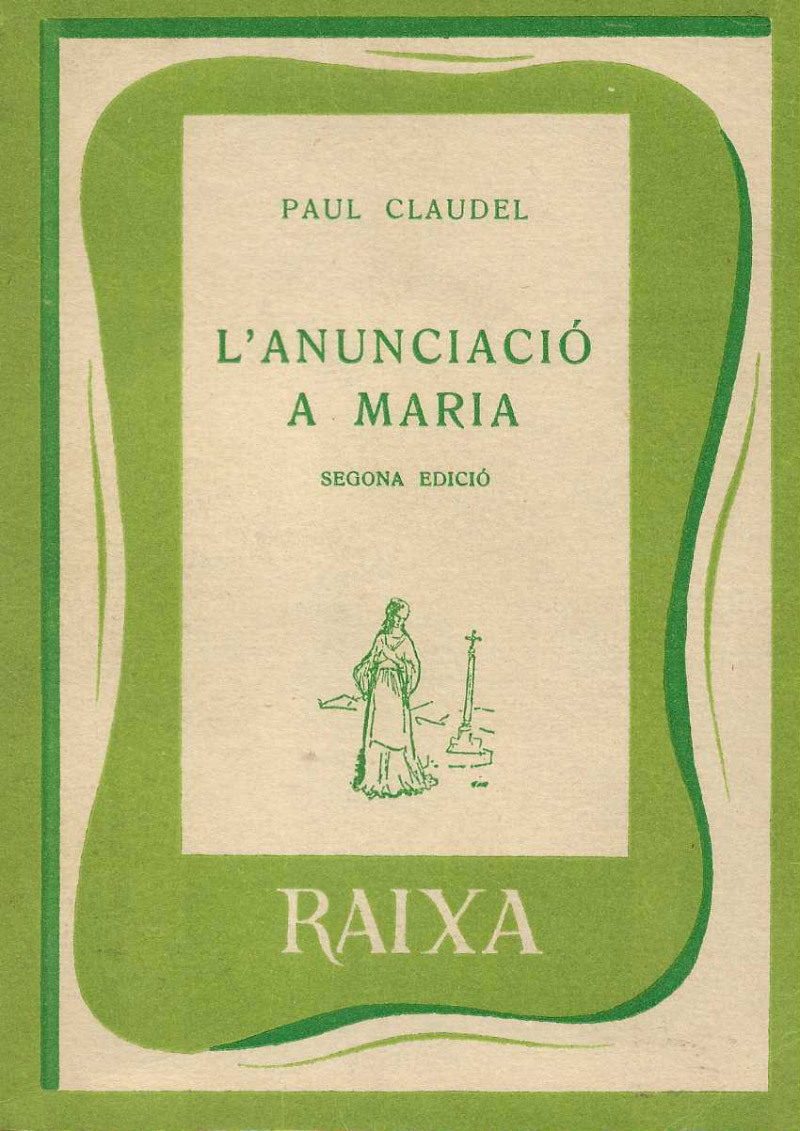 PAUL CLAUDEL
L'ANUNCIACIÓ
A MARIA
SEGONA EDICIÓ
RAIXA